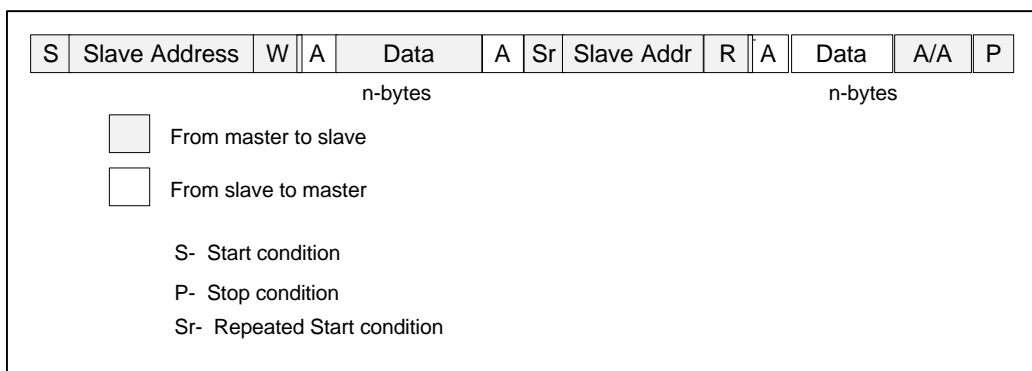 S Slave Address W A Data A Sr Slave Addr R A Data A/A P
n-bytes n-bytes
From master to slave
From slave to master
S- Start condition
P- Stop condition
Sr- Repeated Start condition